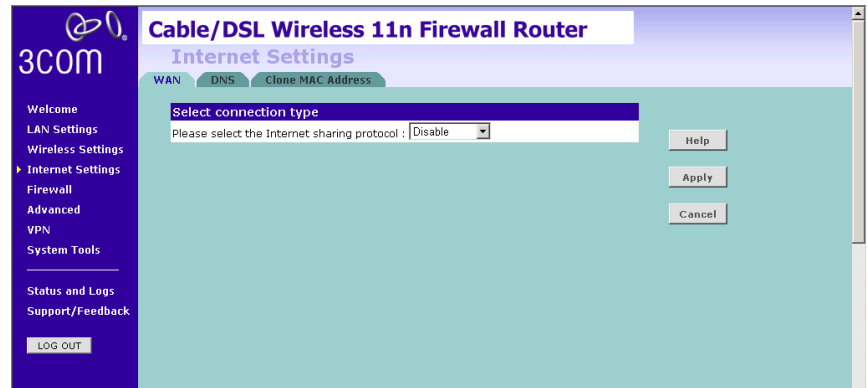 3COM
Cable/DSL Wireless 11n Firewall Router
Internet Settings
WAN
DNS
Clone MAC Address
Welcome
LAN Settings
Wireless Settings
Internet Settings
Firewall
Advanced
VPN
System Tools
Status and Logs
Support/Feedback
LOG OUT
Select connection type
Please select the Internet sharing protocol : Disable
Help
Apply
Cancel